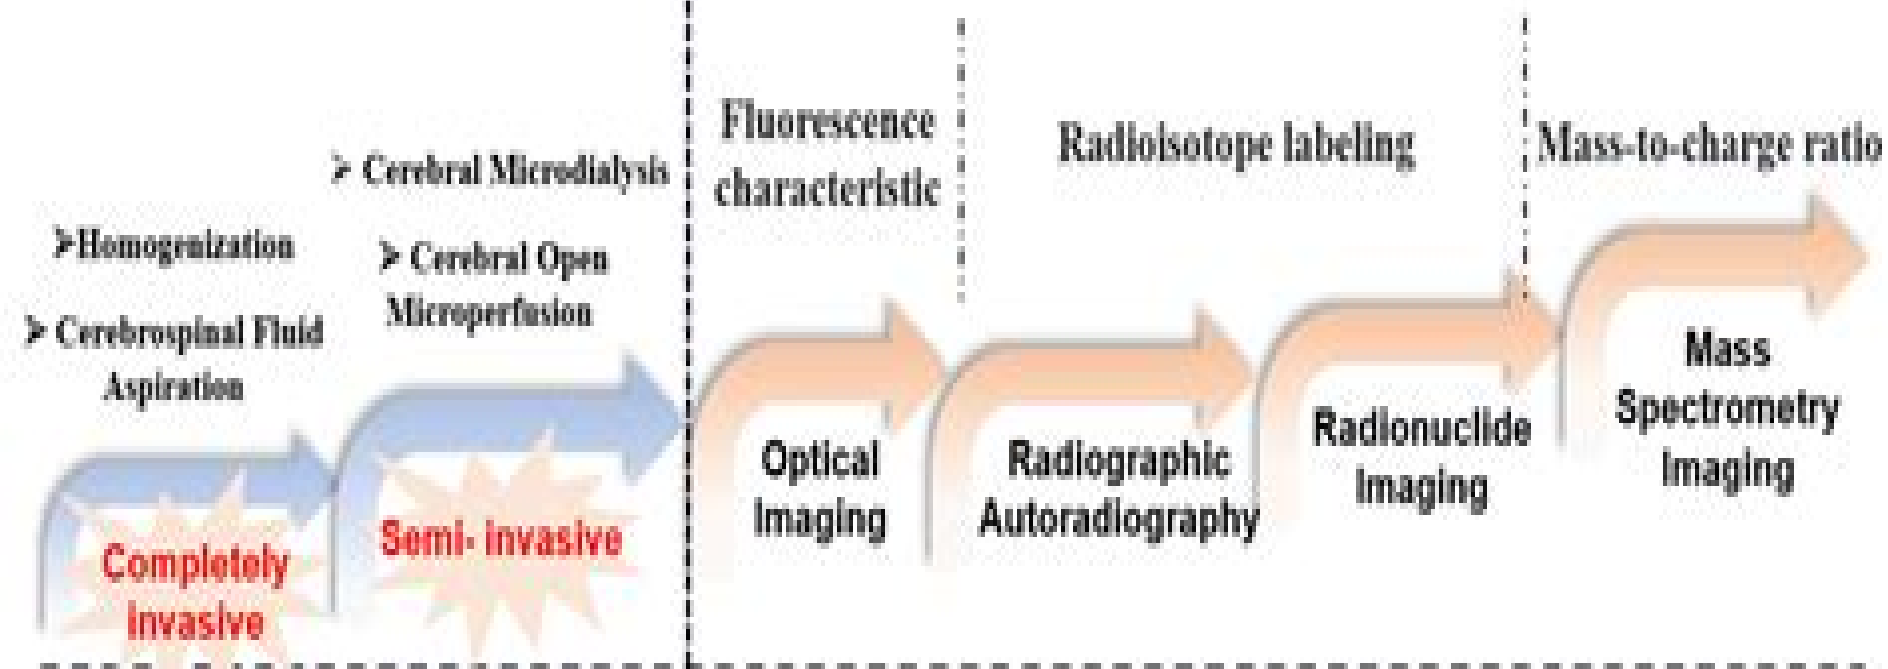 ➢Homogenization
➢ Cerebrospinal Fluid
Aspiration
Completely
invasive
➢ Cerebral Microdialysis
➢ Cerebral Open
Microperfusion
Semi- invasive
Fluorescence
characteristic
Optical
Imaging
Radioisotope labeling
Radiographic
Autoradiography
Radionuclide
Imaging
Mass-to-charge ratio
Mass
Spectrometry
Imaging